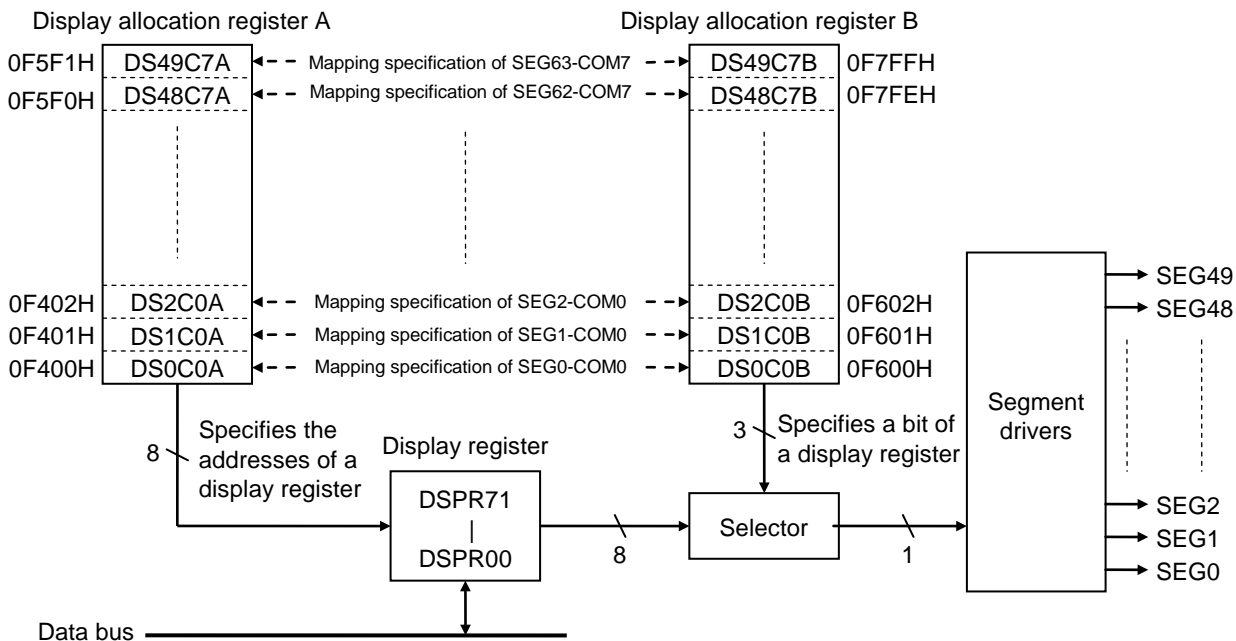 Display allocation register A
Display allocation register B
0F5F1H DS49C7A Mapping specification of SEG63-COM7 DS49C7B 0F7FFH
0F5F0H DS48C7A Mapping specification of SEG62-COM7 DS48C7B 0F7FEH
0F402H DS2C0A Mapping specification of SEG2-COM0 DS2C0B 0F602H
0F401H DS1C0A Mapping specification of SEG1-COM0 DS1C0B 0F601H
0F400H DS0C0A Mapping specification of SEG0-COM0 DS0C0B 0F600H
8
Specifies the
addresses of a
display register
Display register
DSPR71
DSPR00
8
3
Specifies a bit of
a display register
Selector
1
Segment
drivers
SEG49
SEG48
SEG2
SEG1
SEG0
Data bus